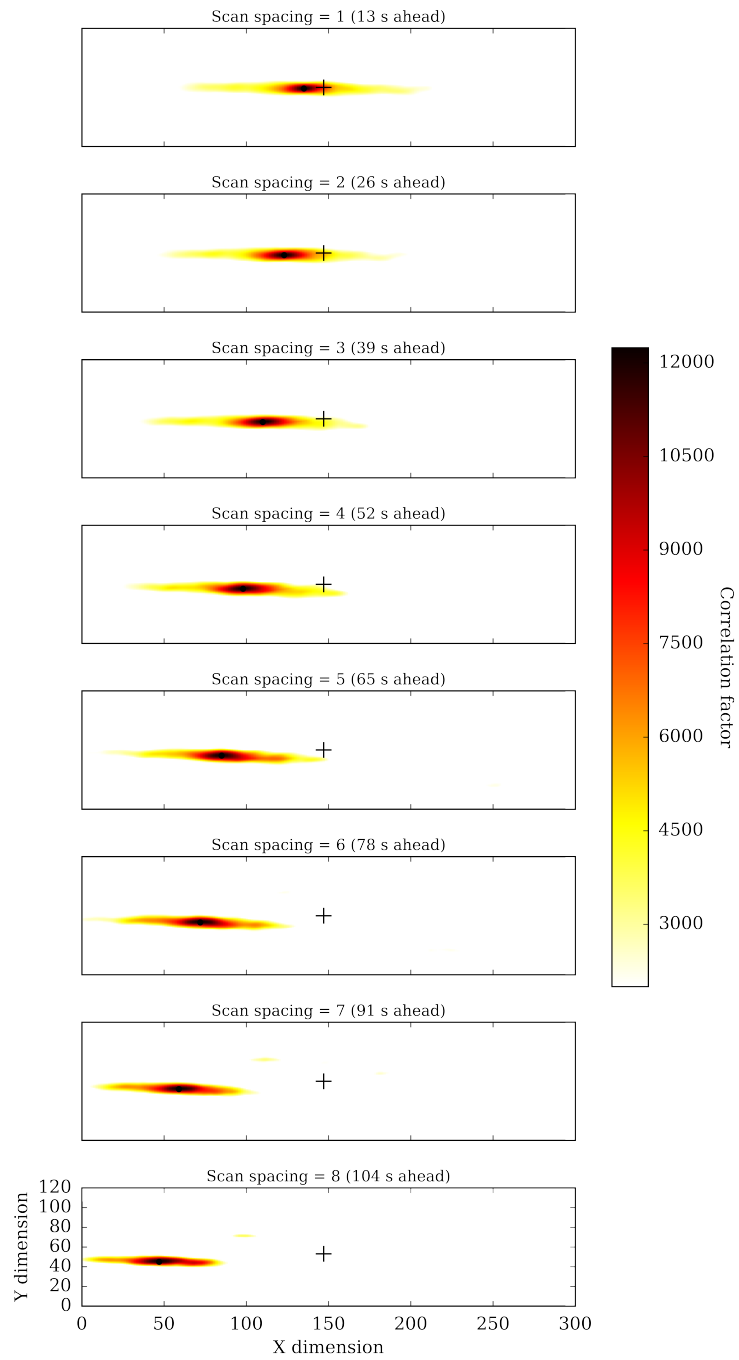 Scan spacing = 1 (13 s ahead)
Scan spacing = 2 (26 s ahead)
Scan spacing = 3 (39 s ahead)
Scan spacing = 4 (52 s ahead)
Scan spacing = 5 (65 s ahead)
Scan spacing = 6 (78 s ahead)
Scan spacing = 7 (91 s ahead)
Scan spacing = 8 (104 s ahead)
120
100
80
60
40
20
0
Y dimension
0 50 100 150 200 250 300
X dimension
12000
10500
9000
7500
6000
4500
3000
Correlation factor